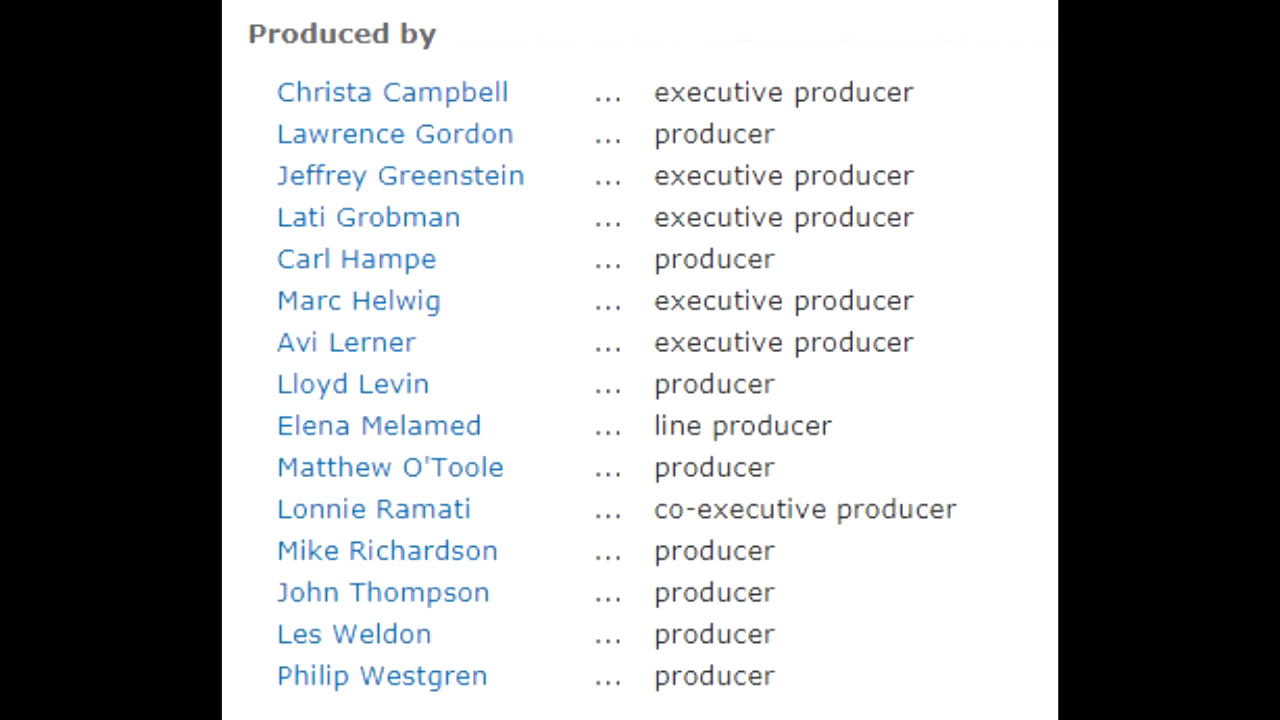 Produced by
Christa Campbell ... executive producer
Lawrence Gordon ... producer
Jeffrey Greenstein ... executive producer
Lati Grobman ... executive producer
Carl Hampe ... producer
Marc Helwig ... executive producer
Avi Lerner ... executive producer
Lloyd Levin ... producer
Elena Melamed ... line producer
Matthew O'Toole ... producer
Lonnie Ramati ... co-executive producer
Mike Richardson ... producer
John Thompson ... producer
Les Weldon ... producer
Philip Westgren ... producer